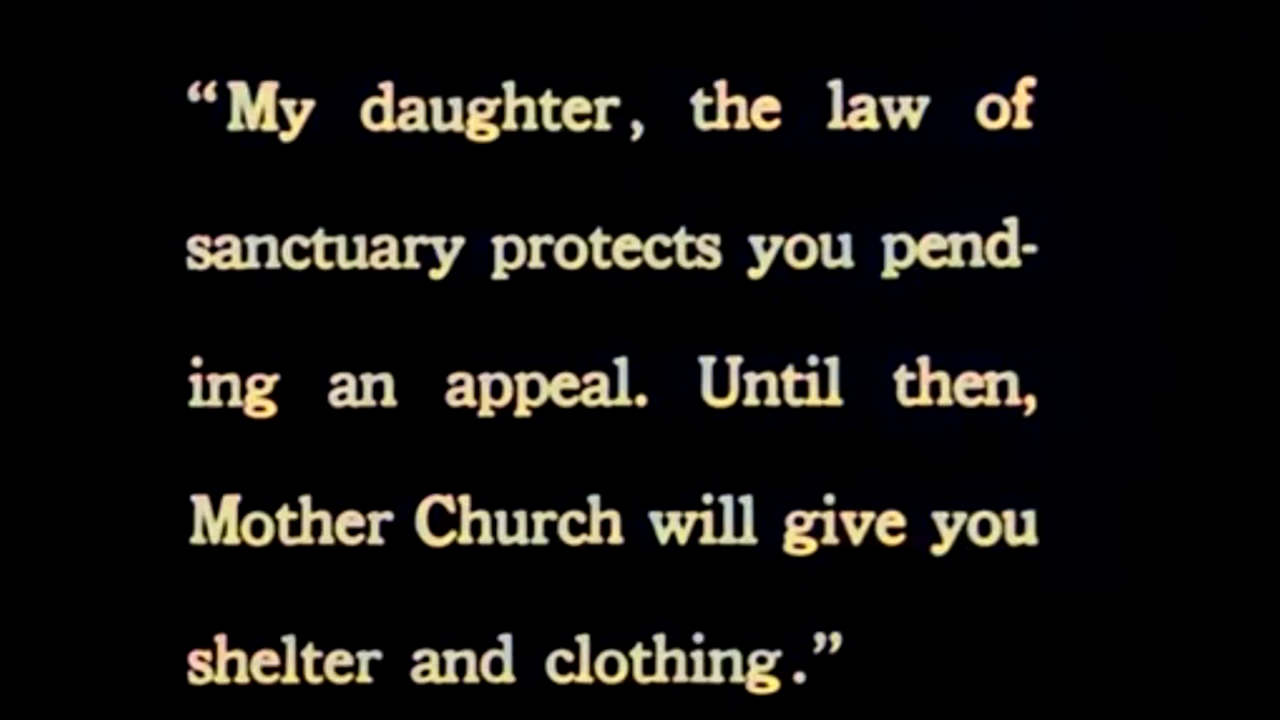 “My daughter, the law of
sanctuary protects you pend-
ing an appeal. Until then,
Mother Church will give you
shelter and clothing.”